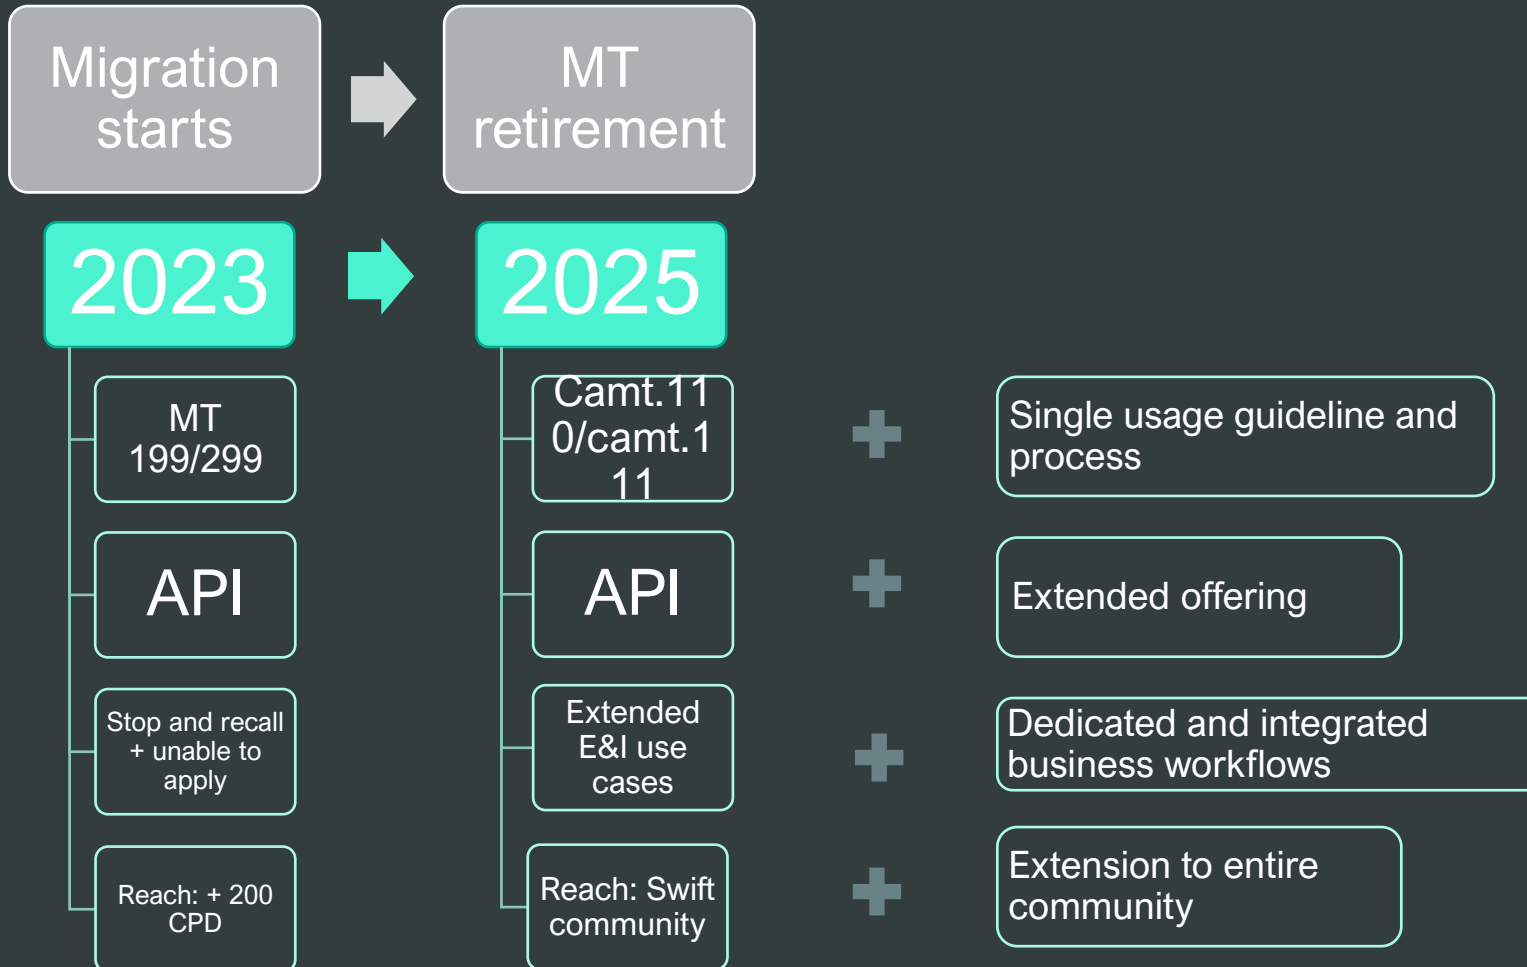 Migration
starts
MT
retirement
2023
2025
MT
199/299
Camt.11
0/camt.1
11
Single usage guideline and
process
API
API
Extended offering
Stop and recall
+ unable to
apply
Extended
E&I use
cases
Dedicated and integrated
business workflows
Reach: + 200
CPD
Reach: Swift
community
Extension to entire
community